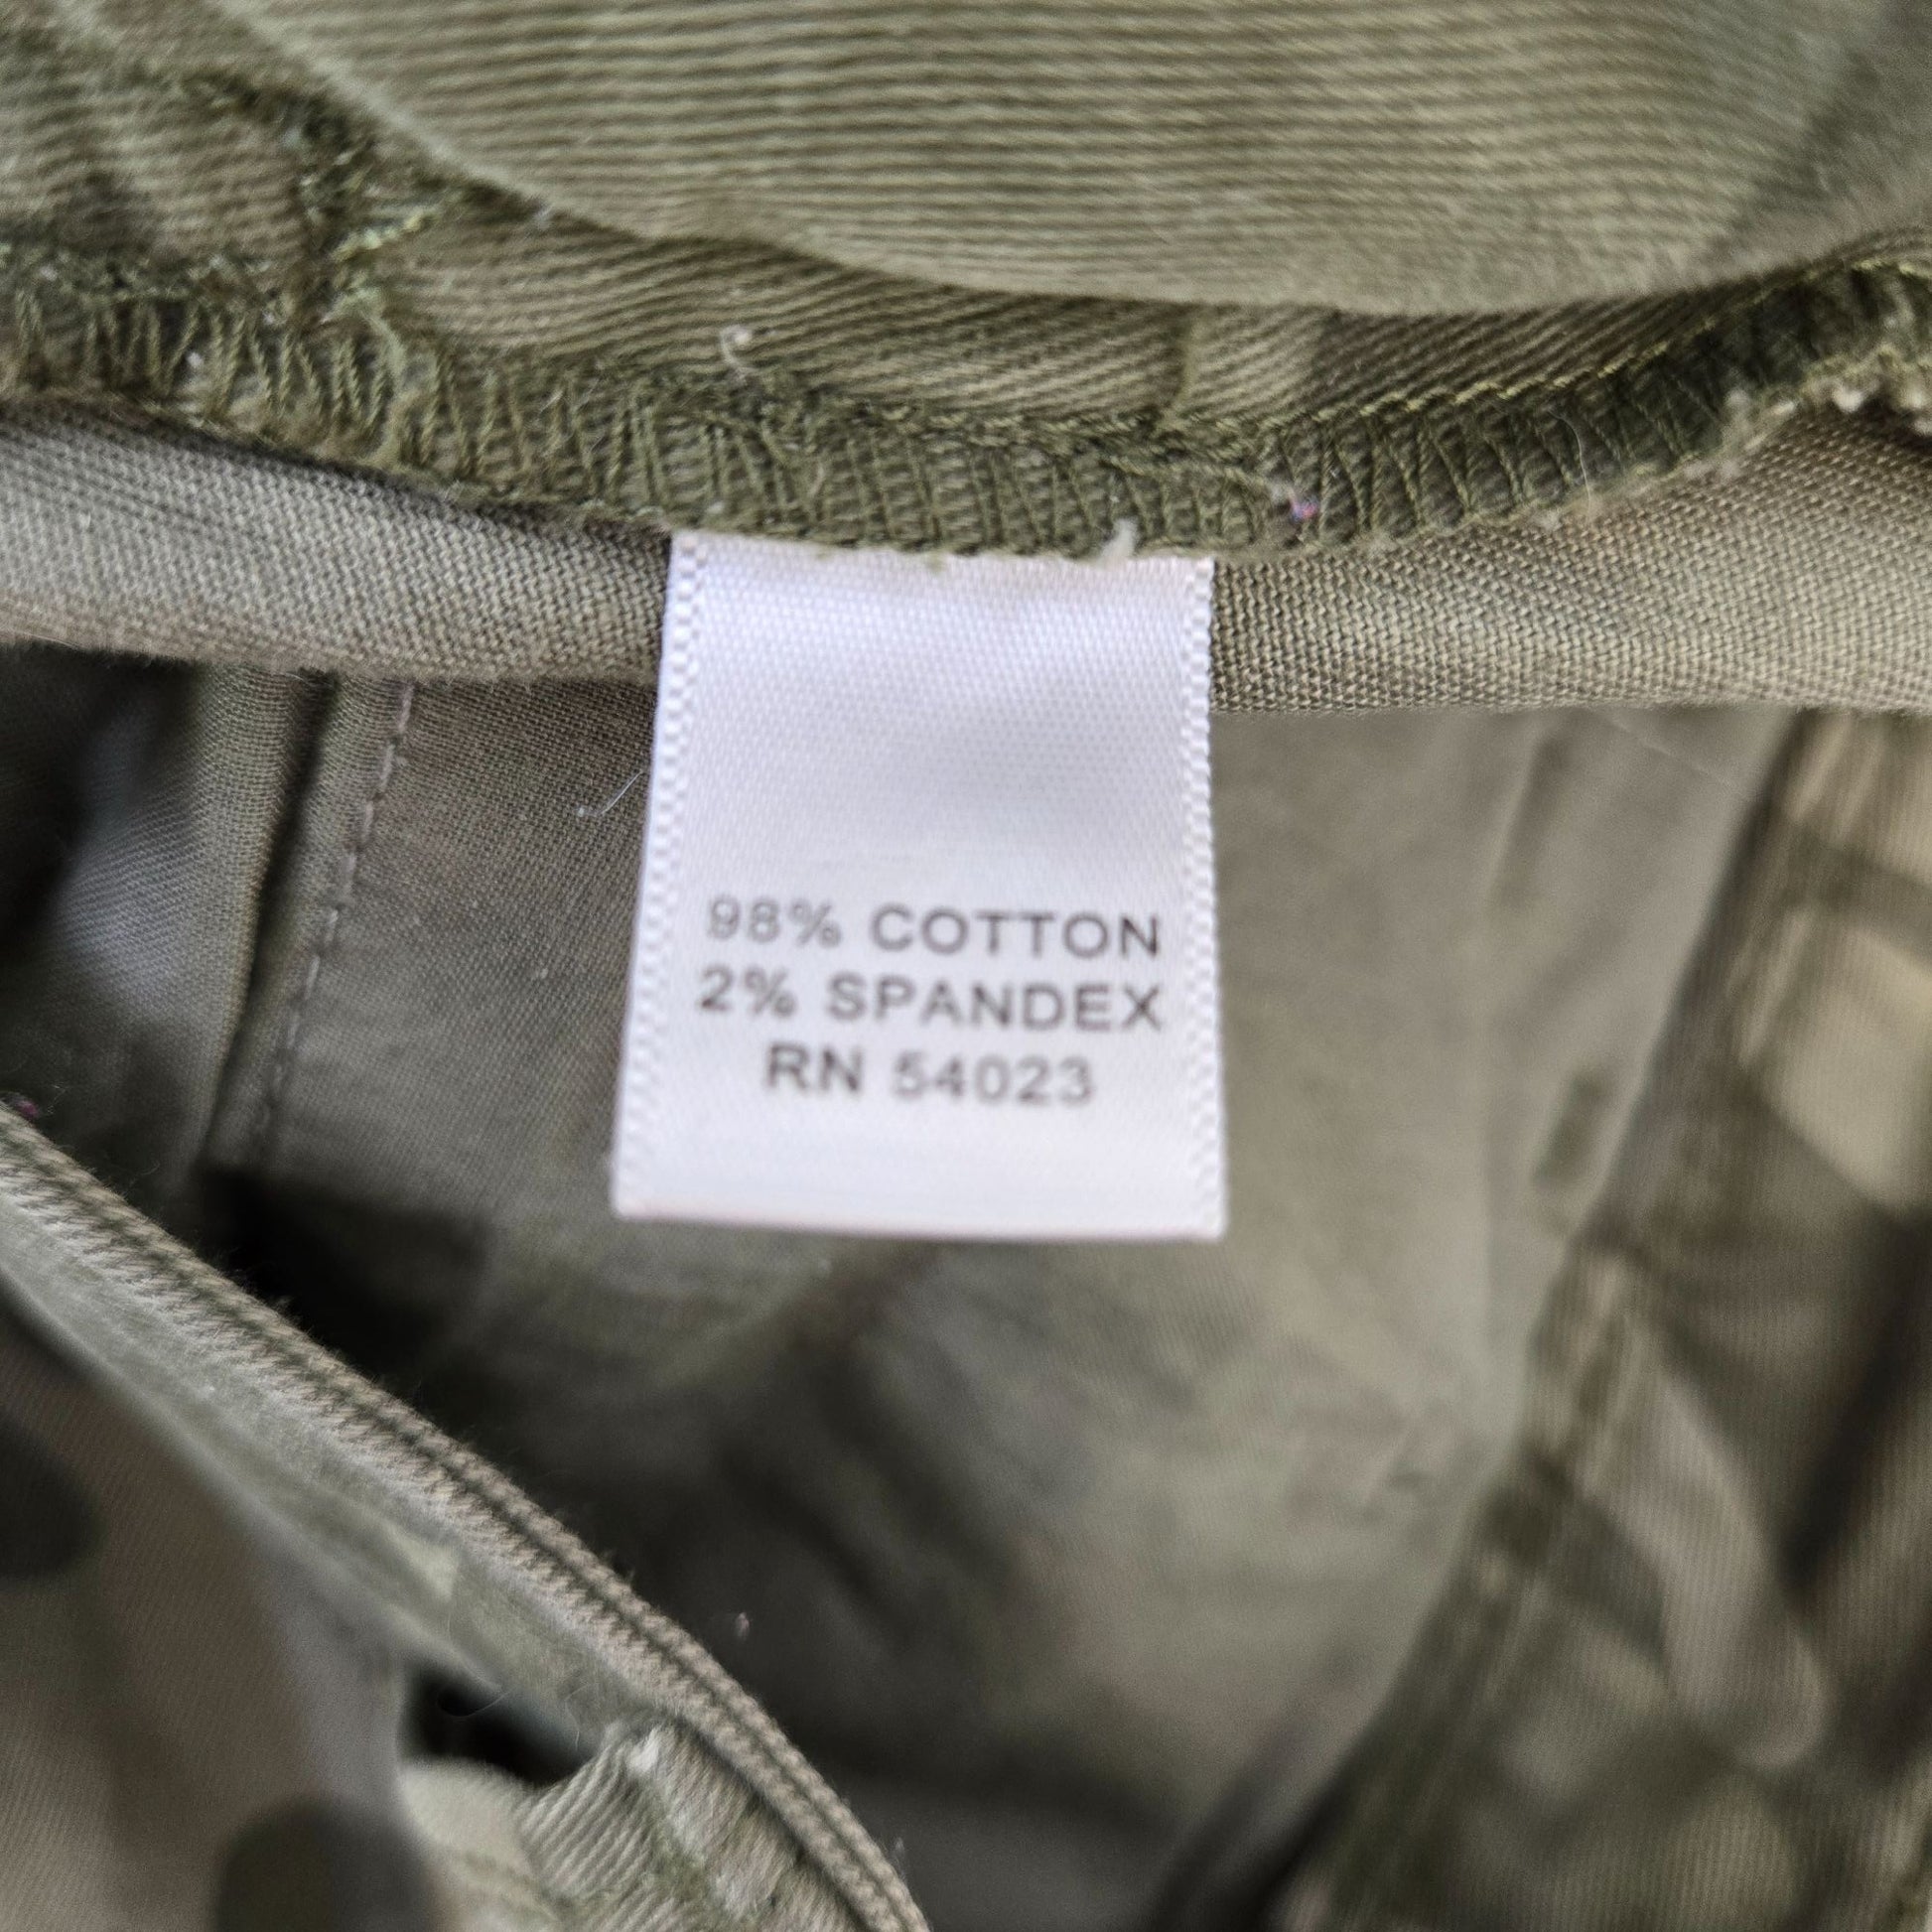 98% COTTON
2% SPANDEX
RN 54023